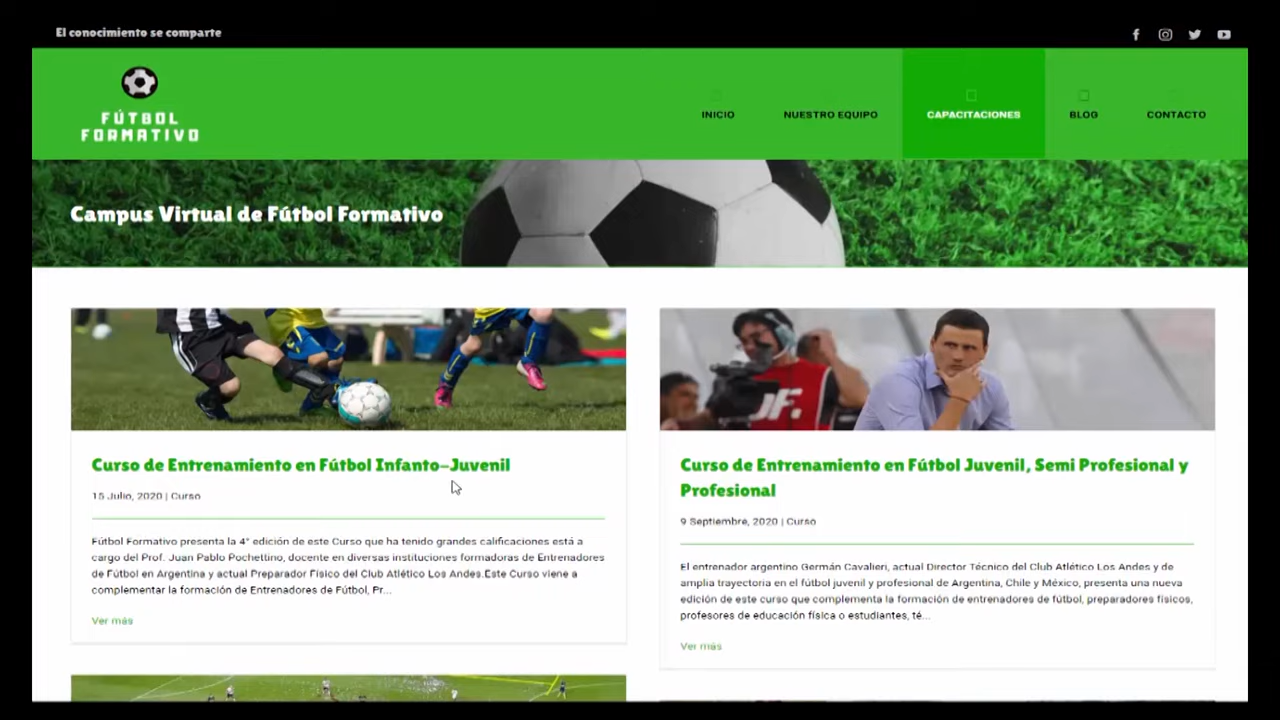 El conocimiento se comparte
FÚTBOL
FORMATIVO
INICIO
NUESTRO EQUIPO
CAPACITACIONES
BLOG
CONTACTO
Campus Virtual de Fútbol Formativo
JF.
Curso de Entrenamiento en Fútbol Infanto-Juvenil
15 Julio, 2020 | Curso
Fútbol Formativo presenta la 4° edición de este Curso que ha tenido grandes calificaciones está a
cargo del Prof. Juan Pablo Pochettino, docente en diversas instituciones formadoras de Entrenadores
de Fútbol en Argentina y actual Preparador Físico del Club Atlético Los Andes.Este Curso viene a
complementar la formación de Entrenadores de Fútbol, Pr...
Ver más
Curso de Entrenamiento en Fútbol Juvenil, Semi Profesional y
Profesional
9 Septiembre, 2020 | Curso
El entrenador argentino Germán Cavalieri, actual Director Técnico del Club Atlético Los Andes y de
amplia trayectoria en el fútbol juvenil y profesional de Argentina, Chile y México, presenta una nueva
edición de este curso que complementa la formación de entrenadores de fútbol, preparadores físicos,
profesores de educación física o estudiantes, té...
Ver más